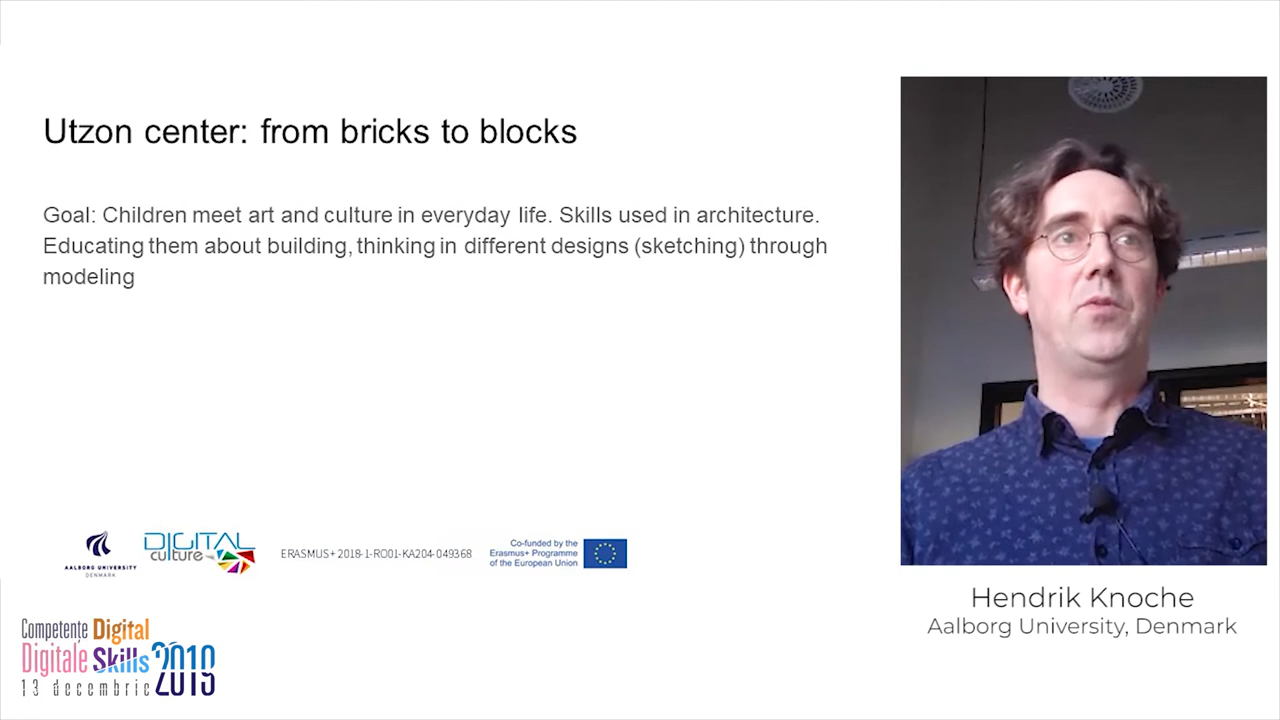 Utzon center: from bricks to blocks
Goal: Children meet art and culture in everyday life. Skills used in architecture.
Educating them about building, thinking in different designs (sketching) through
modeling
AALBORG UNIVERSITY
DENMARK
DIGITAL
culture
ERASMUS+ 2018-1-RO01-KA204-049368
Co-funded by the
Erasmus+ Programme
of the European Union
Hendrik Knoche
Aalborg University, Denmark
Competențe Digital
Digitale Skills 2019
13 decembrie